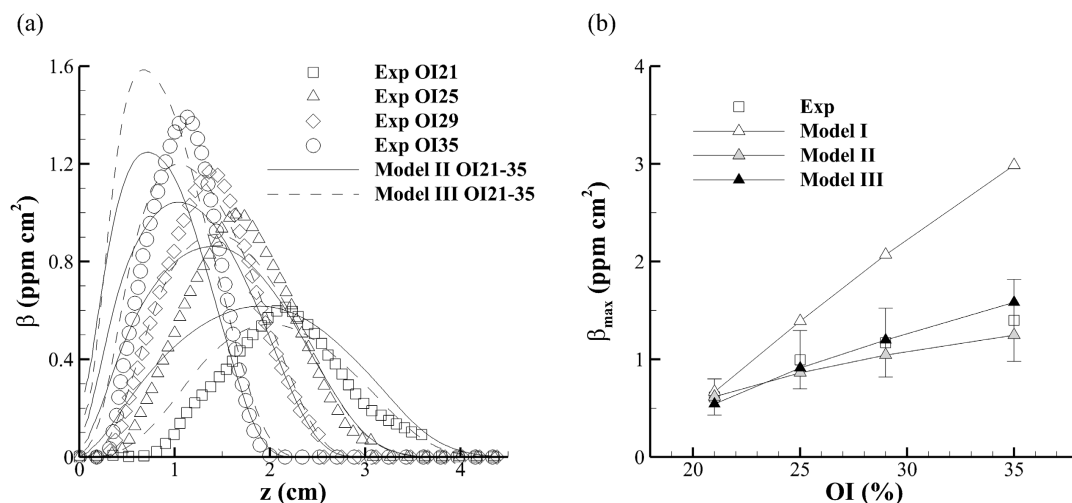 (a)
1.6
1.2
0.8
0.4
0
β (ppm cm²)
Exp OI21
Exp OI25
Exp OI29
Exp OI35
Model II OI21-35
Model III OI21-35
0 1 2 3 4
z (cm)
(b)
4
3
2
1
0
βmax (ppm cm²)
Exp
Model I
Model II
Model III
20 25 30 35
OI (%)